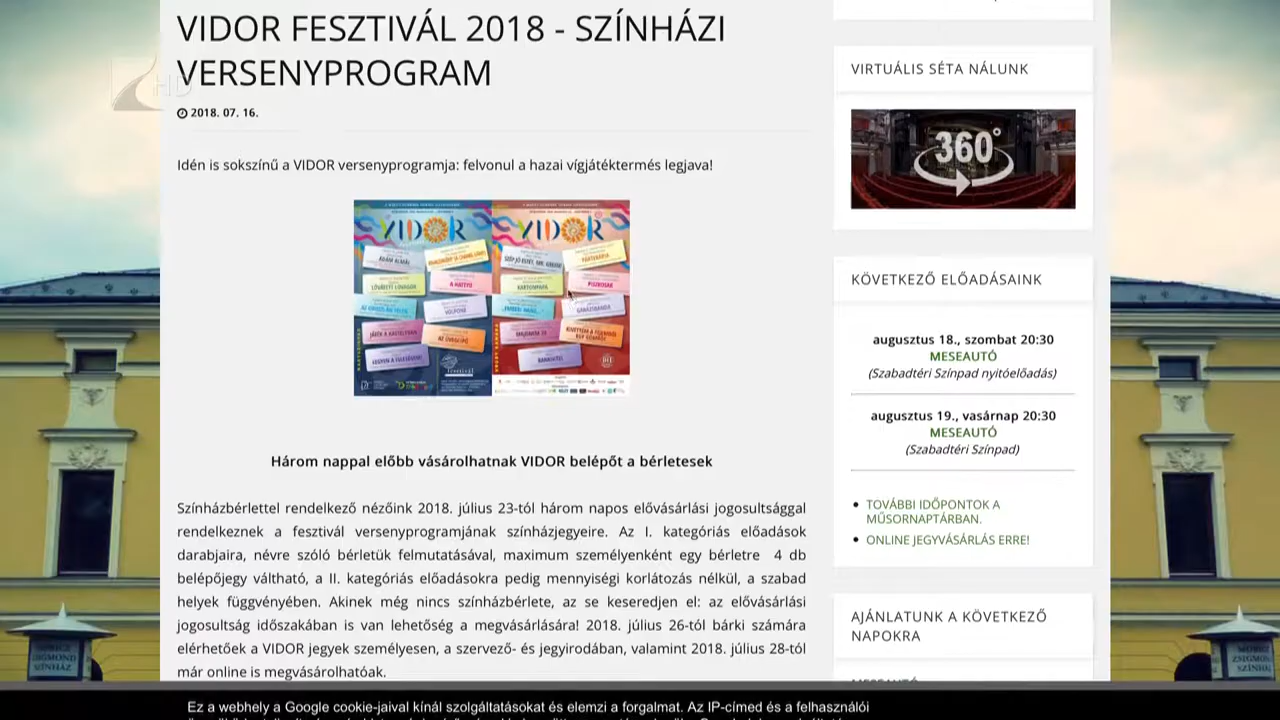 VIDOR FESZTIVÁL 2018 - SZÍNHÁZI
VERSENYPROGRAM
2018. 07. 16.
Idén is sokszínű a VIDOR versenyprogramja: felvonul a hazai vígjátéktermés legjava!
VIDOR
VIDOR
A HATTYÚ
KARTONPAPA
PISZKOSAK
VOLPONE
GARÁZSBANDA
Három nappal előbb vásárolhatnak VIDOR belépőt a bérletesek
Színházbérlettel rendelkező nézőink 2018. július 23-tól három napos elővásárlási jogosultsággal
rendelkeznek a fesztivál versenyprogramjának színházjegyeire. Az I. kategóriás előadások
darabjaira, névre szóló bérletük felmutatásával, maximum személyenként egy bérletre 4 db
belépőjegy váltható, a II. kategóriás előadásokra pedig mennyiségi korlátozás nélkül, a szabad
helyek függvényében. Akinek még nincs színházbérlete, az se keseredjen el: az elővásárlási
jogosultság időszakában is van lehetőség a megvásárlására! 2018. július 26-tól bárki számára
elérhetőek a VIDOR jegyek személyesen, a szervező- és jegyirodában, valamint 2018. július 28-tól
már online is megvásárolhatóak.
VIRTUÁLIS SÉTA NÁLUNK
360°
KÖVETKEZŐ ELŐADÁSAINK
augusztus 18., szombat 20:30
MESEAUTÓ
(Szabadtéri Színpad nyitóelőadás)
augusztus 19., vasárnap 20:30
MESEAUTÓ
(Szabadtéri Színpad)
TOVÁBBI IDŐPONTOK A
MŰSORNAPTÁRBAN.
ONLINE JEGYVÁSÁRLÁS ERRE!
AJÁNLATUNK A KÖVETKEZŐ
NAPOKRA
MESEAUTÓ
Ez a webhely a Google cookie-jaival kínál szolgáltatásokat és elemzi a forgalmat. Az IP-címed és a felhasználói
HD